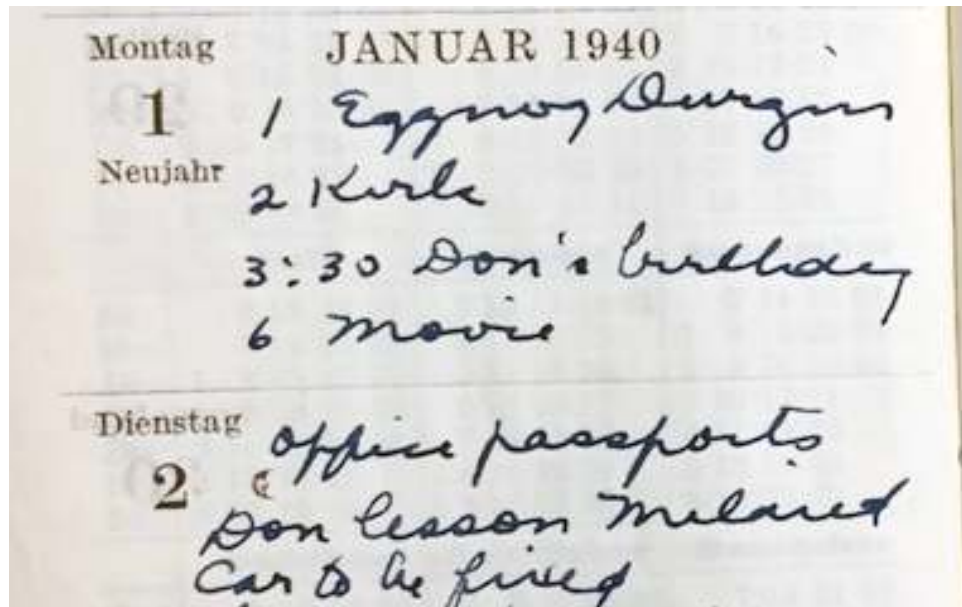 Montag JANUAR 1940
1 1 Eggnog Durgin
Neujahr
2 Kirk
3:30 Don's birthday
6 Movie
Dienstag
office passports
2
Don lesson
Car to be fixed